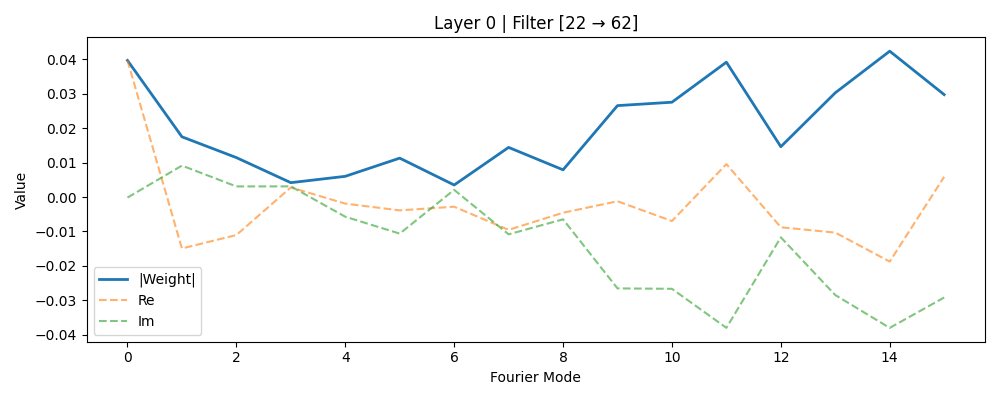 Layer 0 | Filter [22 → 62]
0.04
0.03
0.02
0.01
0.00
−0.01
−0.02
−0.03
−0.04
Value
|Weight|
Re
Im
0 2 4 6 8 10 12 14
Fourier Mode